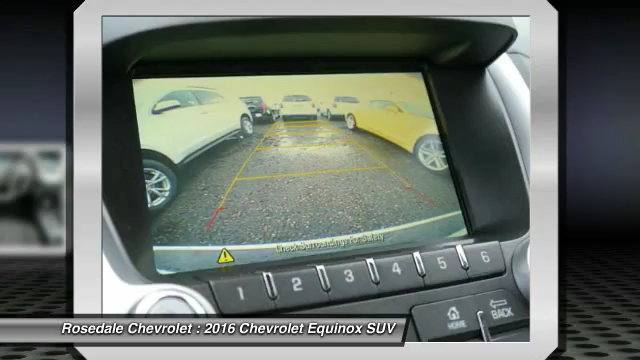 Check Surroundings For Safety
1 2 3 4 5 6
HOME BACK
Rosedale Chevrolet : 2016 Chevrolet Equinox SUV